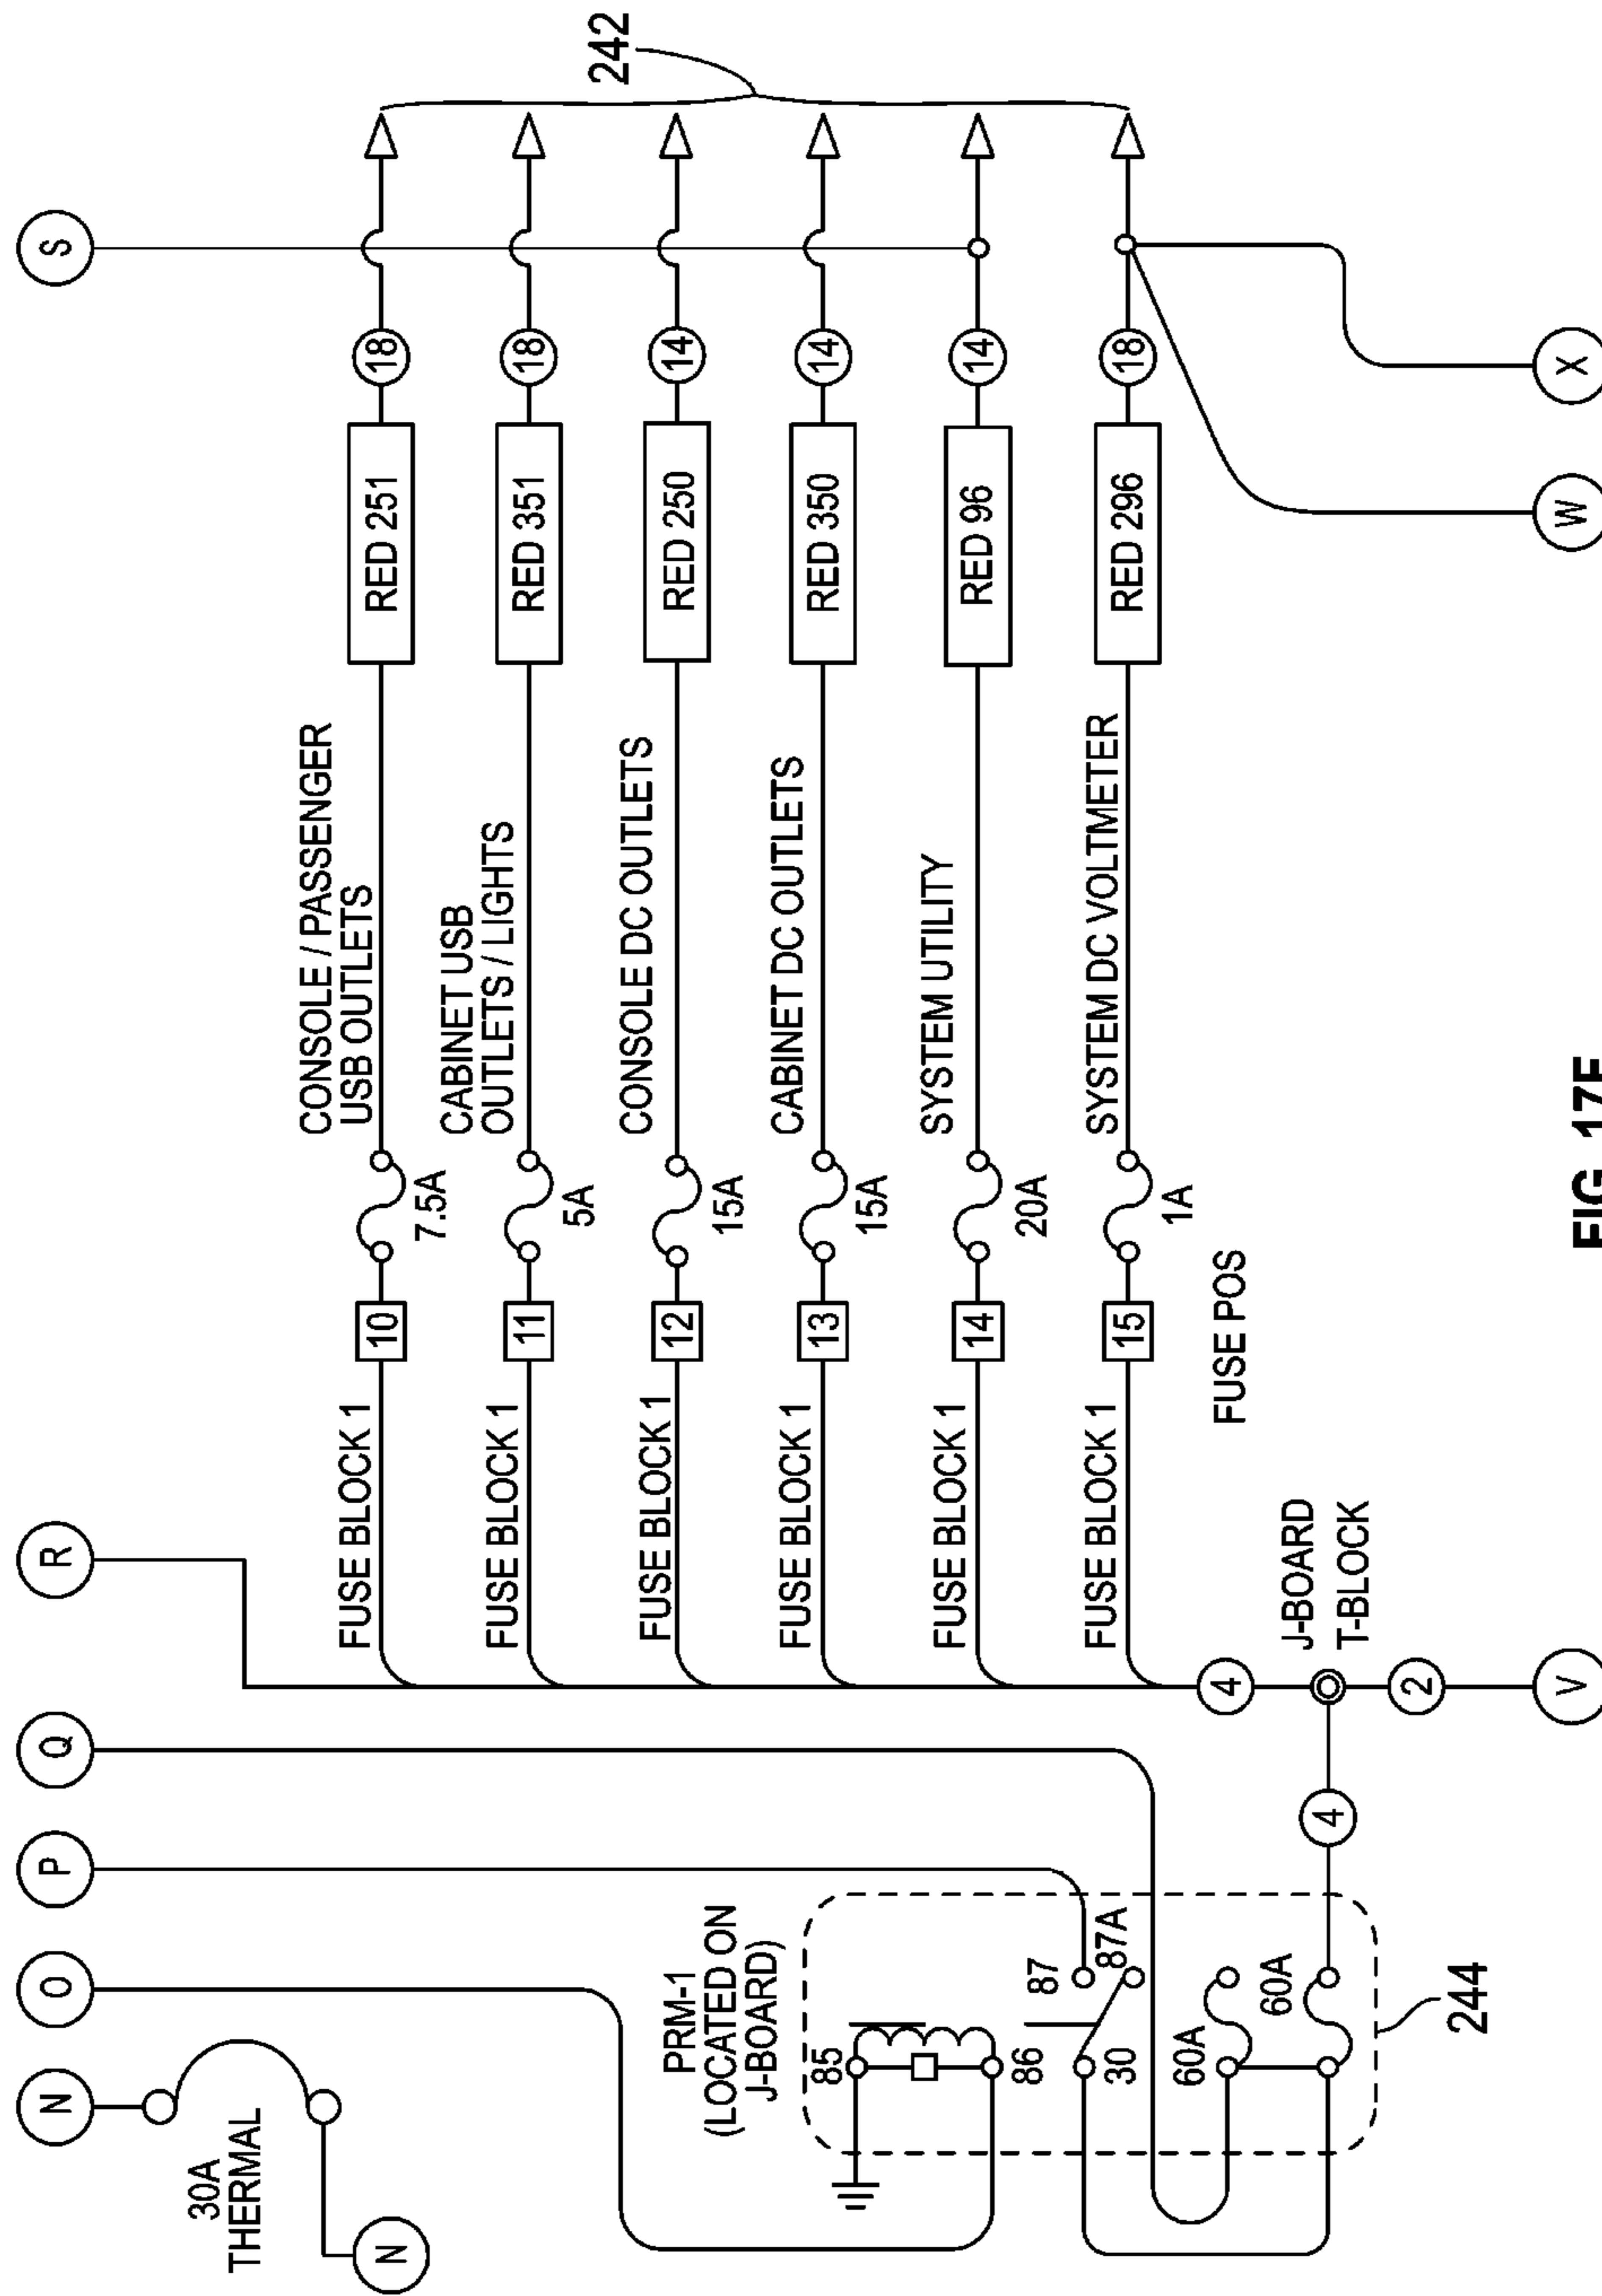 N
O
P
Q
R
S
30A
THERMAL
N
FUSE BLOCK 1
10
7.5A
CONSOLE / PASSENGER
USB OUTLETS
RED 251
18
FUSE BLOCK 1
11
5A
CABINET USB
OUTLETS / LIGHTS
RED 351
18
FUSE BLOCK 1
12
15A
CONSOLE DC OUTLETS
RED 250
14
FUSE BLOCK 1
13
15A
CABINET DC OUTLETS
RED 350
14
FUSE BLOCK 1
14
20A
SYSTEM UTILITY
RED 96
14
FUSE BLOCK 1
15
1A
SYSTEM DC VOLTMETER
RED 296
18
242
FUSE POS
PRM-1
(LOCATED ON
J-BOARD)
85
86
87
30
87A
60A
60A
244
4
4
J-BOARD
T-BLOCK
2
V
W
X
FIG